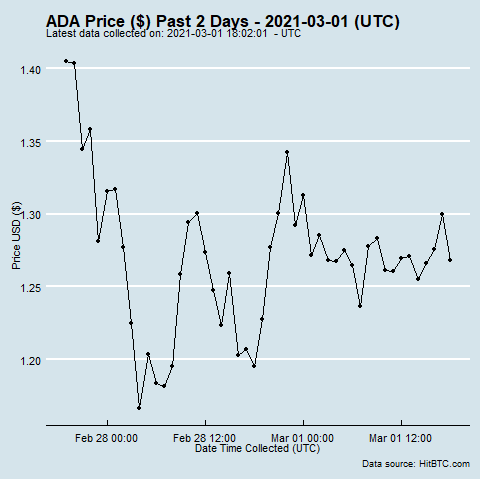 ADA Price ($) Past 2 Days - 2021-03-01 (UTC)
Latest data collected on: 2021-03-01 18:02:01 - UTC
1.40
1.35
1.30
1.25
1.20
Price USD ($)
Feb 28 00:00
Feb 28 12:00
Mar 01 00:00
Mar 01 12:00
Date Time Collected (UTC)
Data source: HitBTC.com